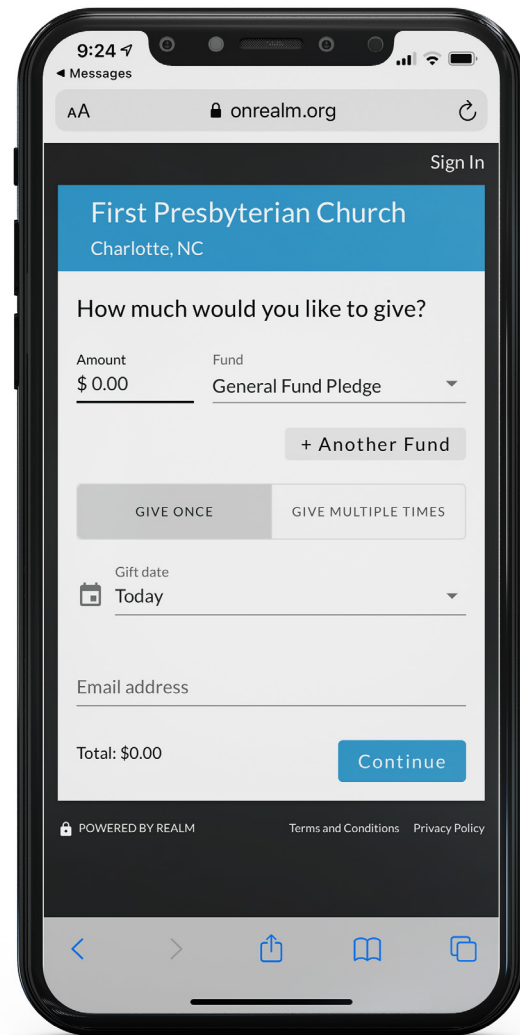 9:24
Messages
AA onrealm.org
Sign In
First Presbyterian Church
Charlotte, NC
How much would you like to give?
Amount Fund
$ 0.00 General Fund Pledge
+ Another Fund
GIVE ONCE GIVE MULTIPLE TIMES
Gift date
Today
Email address
Total: $0.00 Continue
POWERED BY REALM Terms and Conditions Privacy Policy